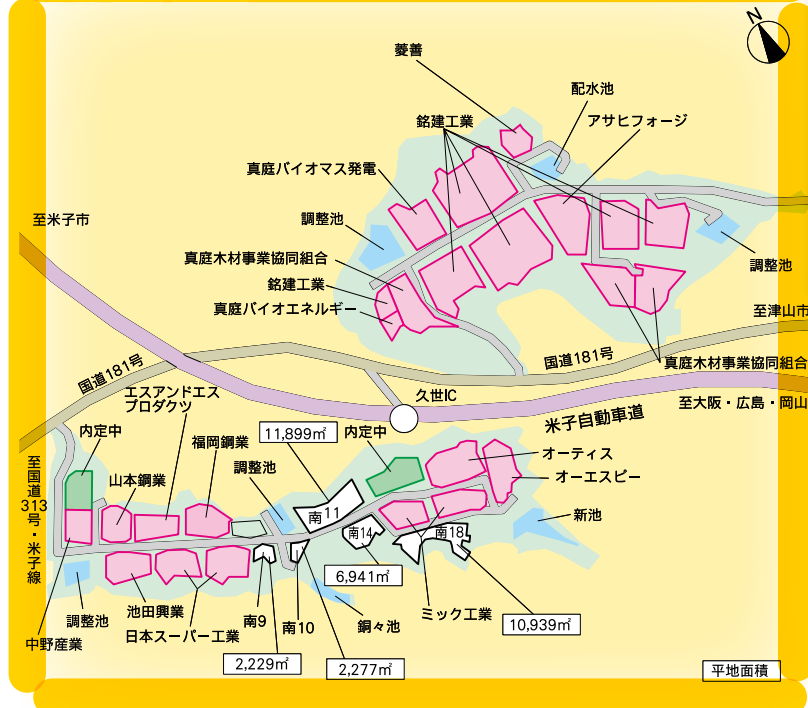 N
菱善
配水池
銘建工業
アサヒフォージ
真庭バイオマス発電
調整池
至米子市
真庭木材事業協同組合
調整池
銘建工業
真庭バイオエネルギー
至津山市
国道181号
国道181号
真庭木材事業協同組合
久世IC
エスアンドエス
プロダクツ
至大阪・広島・岡山
米子自動車道
内定中
福岡鋼業
11,899㎡
内定中
オーティス
至国道313号・米子線
山本鋼業
調整池
オーエスピー
南11
新池
南14
南18
6,941㎡
調整池
池田興業
南9
南10
銅々池
ミック工業
10,939㎡
中野産業
日本スーパー工業
2,229㎡
2,277㎡
平地面積